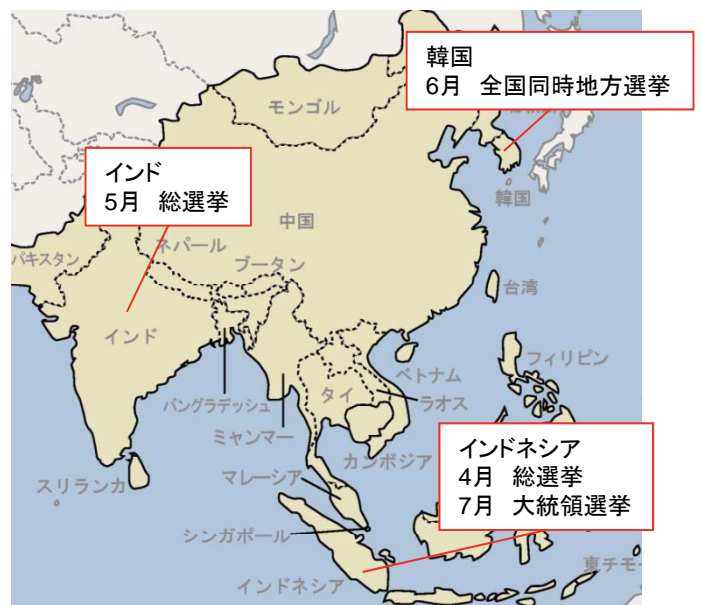 韓国
6月 全国同時地方選挙
モンゴル
インド
5月 総選挙
韓国
中国
ネパール
パキスタン
ブータン
台湾
インド
フィリピン
ベトナム
タイ
ラオス
バングラデッシュ
ミャンマー
インドネシア
4月 総選挙
7月 大統領選挙
カンボジア
マレーシア
スリランカ
シンガポール
東チモー
インドネシア